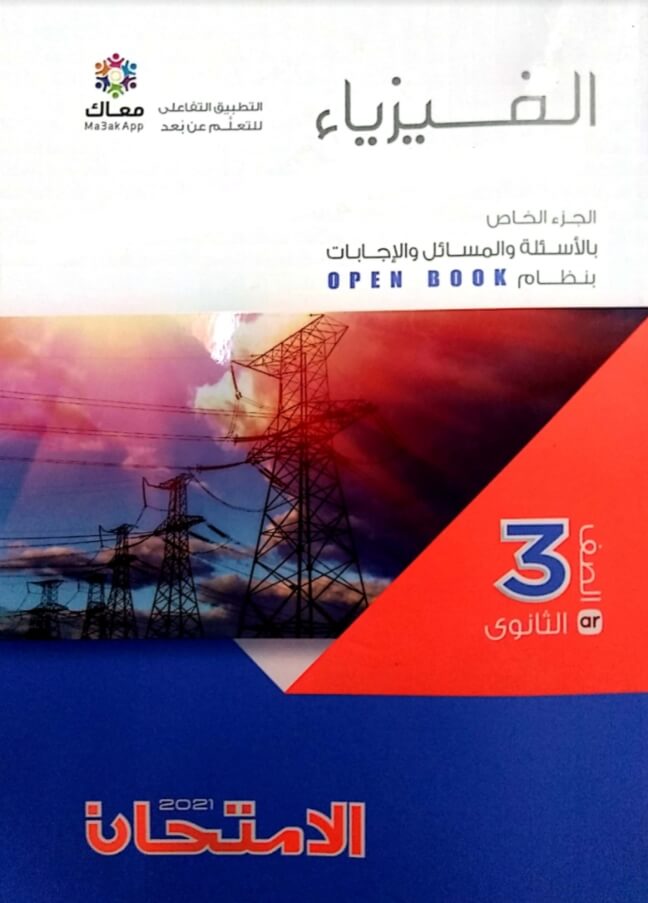 الفيزياء
معاك
Ma3ak App
التطبيق التفاعلى
للتعلم عن بُعد
الجزء الخاص
بالأسئلة والمسائل والإجابات
بنظام OPEN BOOK
الصف
3
الثانوى
ar
2021
الامتحان